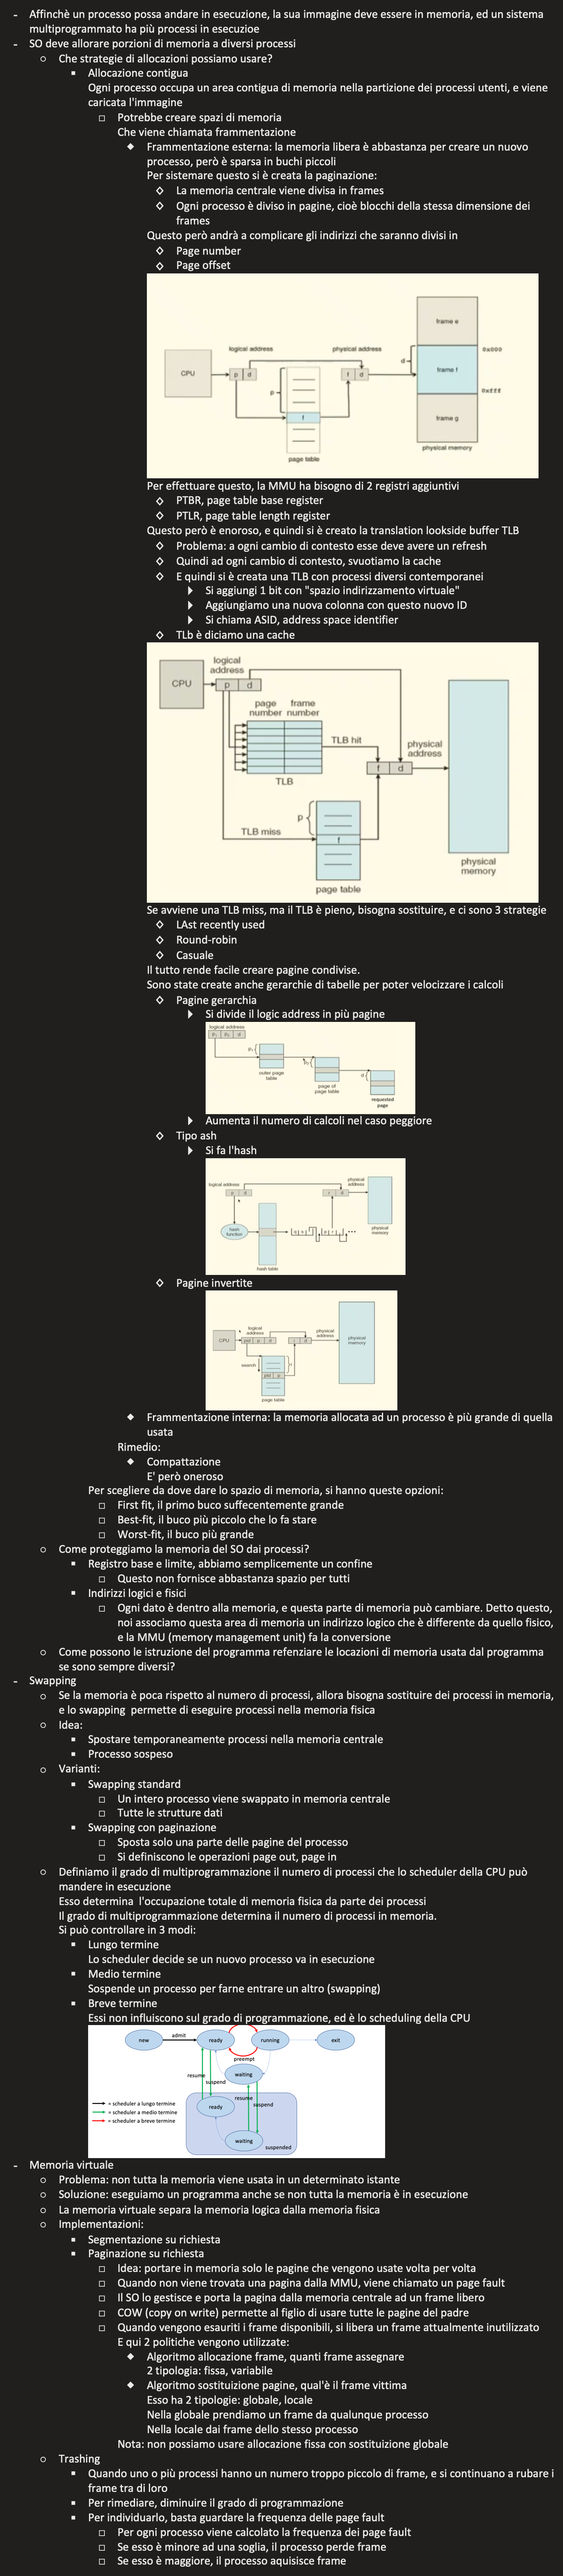 - Affinchè un processo possa andare in esecuzione, la sua immagine deve essere in memoria, ed un sistema
multiprogrammato ha più processi in esecuzioe
- SO deve allorare porzioni di memoria a diversi processi
Che strategie di allocazioni possiamo usare?
Allocazione contigua
Ogni processo occupa un area contigua di memoria nella partizione dei processi utenti, e viene
caricata l'immagine
Potrebbe creare spazi di memoria
Che viene chiamata frammentazione
Frammentazione esterna: la memoria libera è abbastanza per creare un nuovo
processo, però è sparsa in buchi piccoli
Per sistemare questo si è creata la paginazione:
La memoria centrale viene divisa in frames
Ogni processo è diviso in pagine, cioè blocchi della stessa dimensione dei
frames
Questo però andrà a complicare gli indirizzi che saranno divisi in
Page number
Page offset
frame e
logical address
physical address
0x000
d
CPU
p d
f d
frame f
p
0xfff
f
frame g
page table
physical memory
Per effettuare questo, la MMU ha bisogno di 2 registri aggiuntivi
PTBR, page table base register
PTLR, page table length register
Questo però è enoroso, e quindi si è creato la translation lookside buffer TLB
Problema: a ogni cambio di contesto esse deve avere un refresh
Quindi ad ogni cambio di contesto, svuotiamo la cache
E quindi si è creata una TLB con processi diversi contemporanei
Si aggiungi 1 bit con "spazio indirizzamento virtuale"
Aggiungiamo una nuova colonna con questo nuovo ID
Si chiama ASID, address space identifier
TLb è diciamo una cache
logical
address
CPU
p d
page frame
number number
TLB hit
physical
address
f d
TLB
p
TLB miss
f
physical
memory
page table
Se avviene una TLB miss, ma il TLB è pieno, bisogna sostituire, e ci sono 3 strategie
LAst recently used
Round-robin
Casuale
Il tutto rende facile creare pagine condivise.
Sono state create anche gerarchie di tabelle per poter velocizzare i calcoli
Pagine gerarchia
Si divide il logic address in più pagine
logical address
p₁ p₂ d
p₁
outer page
table
p₂
page of
page table
d
requested
page
Aumenta il numero di calcoli nel caso peggiore
Tipo ash
Si fa l'hash
logical address
physical
address
p d
r d
hash
function
q s
p r
physical
memory
hash table
Pagine invertite
logical
address
physical
address
physical
memory
CPU
pid p d
i d
search
i
pid p
page table
Frammentazione interna: la memoria allocata ad un processo è più grande di quella
usata
Rimedio:
Compattazione
E' però oneroso
Per scegliere da dove dare lo spazio di memoria, si hanno queste opzioni:
First fit, il primo buco suffecentemente grande
Best-fit, il buco più piccolo che lo fa stare
Worst-fit, il buco più grande
Come proteggiamo la memoria del SO dai processi?
Registro base e limite, abbiamo semplicemente un confine
Questo non fornisce abbastanza spazio per tutti
Indirizzi logici e fisici
Ogni dato è dentro alla memoria, e questa parte di memoria può cambiare. Detto questo,
noi associamo questa area di memoria un indirizzo logico che è differente da quello fisico,
e la MMU (memory management unit) fa la conversione
Come possono le istruzione del programma refenziare le locazioni di memoria usata dal programma
se sono sempre diversi?
- Swapping
Se la memoria è poca rispetto al numero di processi, allora bisogna sostituire dei processi in memoria,
e lo swapping permette di eseguire processi nella memoria fisica
Idea:
Spostare temporaneamente processi nella memoria centrale
Processo sospeso
Varianti:
Swapping standard
Un intero processo viene swappato in memoria centrale
Tutte le strutture dati
Swapping con paginazione
Sposta solo una parte delle pagine del processo
Si definiscono le operazioni page out, page in
Definiamo il grado di multiprogrammazione il numero di processi che lo scheduler della CPU può
mandere in esecuzione
Esso determina l'occupazione totale di memoria fisica da parte dei processi
Il grado di multiprogrammazione determina il numero di processi in memoria.
Si può controllare in 3 modi:
Lungo termine
Lo scheduler decide se un nuovo processo va in esecuzione
Medio termine
Sospende un processo per farne entrare un altro (swapping)
Breve termine
Essi non influiscono sul grado di programmazione, ed è lo scheduling della CPU
new
admit
ready
running
exit
preempt
waiting
resume
suspend
resume
suspend
ready
= scheduler a lungo termine
= scheduler a medio termine
= scheduler a breve termine
waiting
suspended
- Memoria virtuale
Problema: non tutta la memoria viene usata in un determinato istante
Soluzione: eseguiamo un programma anche se non tutta la memoria è in esecuzione
La memoria virtuale separa la memoria logica dalla memoria fisica
Implementazioni:
Segmentazione su richiesta
Paginazione su richiesta
Idea: portare in memoria solo le pagine che vengono usate volta per volta
Quando non viene trovata una pagina dalla MMU, viene chiamato un page fault
Il SO lo gestisce e porta la pagina dalla memoria centrale ad un frame libero
COW (copy on write) permette al figlio di usare tutte le pagine del padre
Quando vengono esauriti i frame disponibili, si libera un frame attualmente inutilizzato
E qui 2 politiche vengono utilizzate:
Algoritmo allocazione frame, quanti frame assegnare
2 tipologia: fissa, variabile
Algoritmo sostituzione pagine, qual'è il frame vittima
Esso ha 2 tipologie: globale, locale
Nella globale prendiamo un frame da qualunque processo
Nella locale dai frame dello stesso processo
Nota: non possiamo usare allocazione fissa con sostituizione globale
Trashing
Quando uno o più processi hanno un numero troppo piccolo di frame, e si continuano a rubare i
frame tra di loro
Per rimediare, diminuire il grado di programmazione
Per individuarlo, basta guardare la frequenza delle page fault
Per ogni processo viene calcolato la frequenza dei page fault
Se esso è minore ad una soglia, il processo perde frame
Se esso è maggiore, il processo aquisisce frame